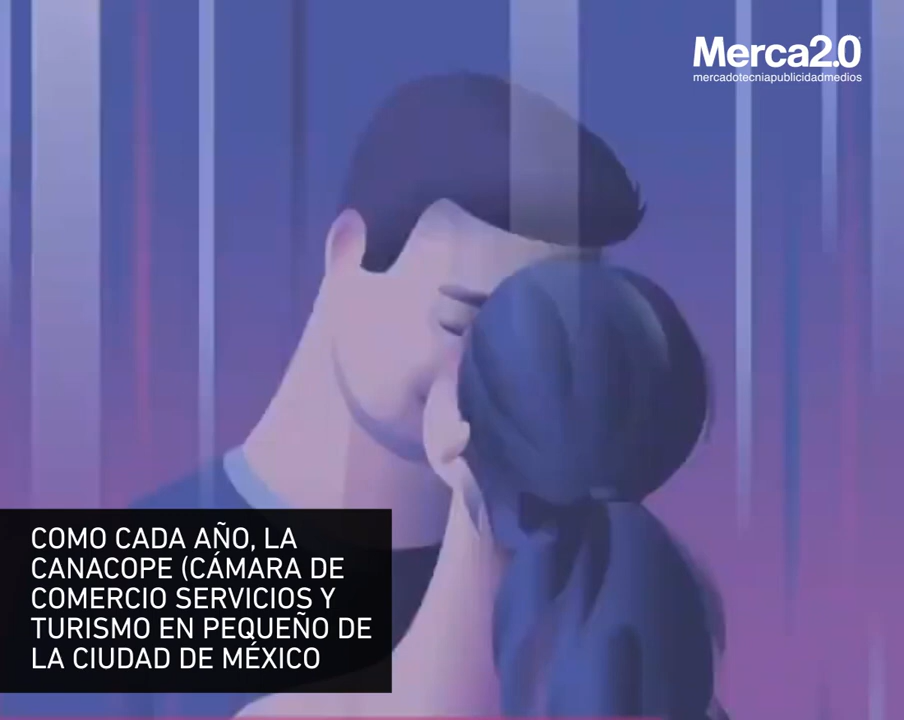 Merca2.0
mercadotecniapublicidadmedios
COMO CADA AÑO, LA
CANACOPE (CÁMARA DE
COMERCIO SERVICIOS Y
TURISMO EN PEQUEÑO DE
LA CIUDAD DE MÉXICO